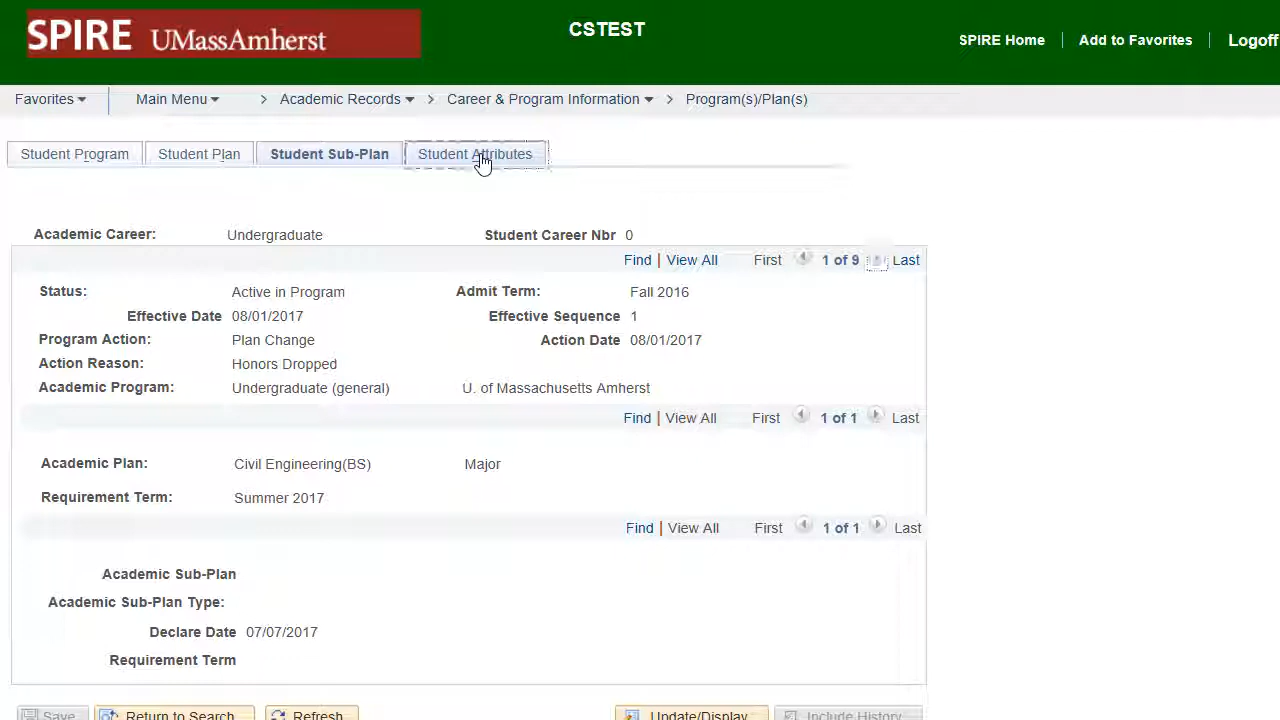 SPIRE UMassAmherst CSTEST SPIRE Home Add to Favorites Logoff
Favorites Main Menu > Academic Records > Career & Program Information > Program(s)/Plan(s)
Student Program Student Plan Student Sub-Plan Student Attributes
Academic Career: Undergraduate Student Career Nbr 0
Find | View All First 1 of 9 Last
Status: Active in Program Admit Term: Fall 2016
Effective Date 08/01/2017 Effective Sequence 1
Program Action: Plan Change Action Date 08/01/2017
Action Reason: Honors Dropped
Academic Program: Undergraduate (general) U. of Massachusetts Amherst
Find | View All First 1 of 1 Last
Academic Plan: Civil Engineering(BS) Major
Requirement Term: Summer 2017
Find | View All First 1 of 1 Last
Academic Sub-Plan
Academic Sub-Plan Type:
Declare Date 07/07/2017
Requirement Term
Save Return to Search Refresh Update/Display Include History